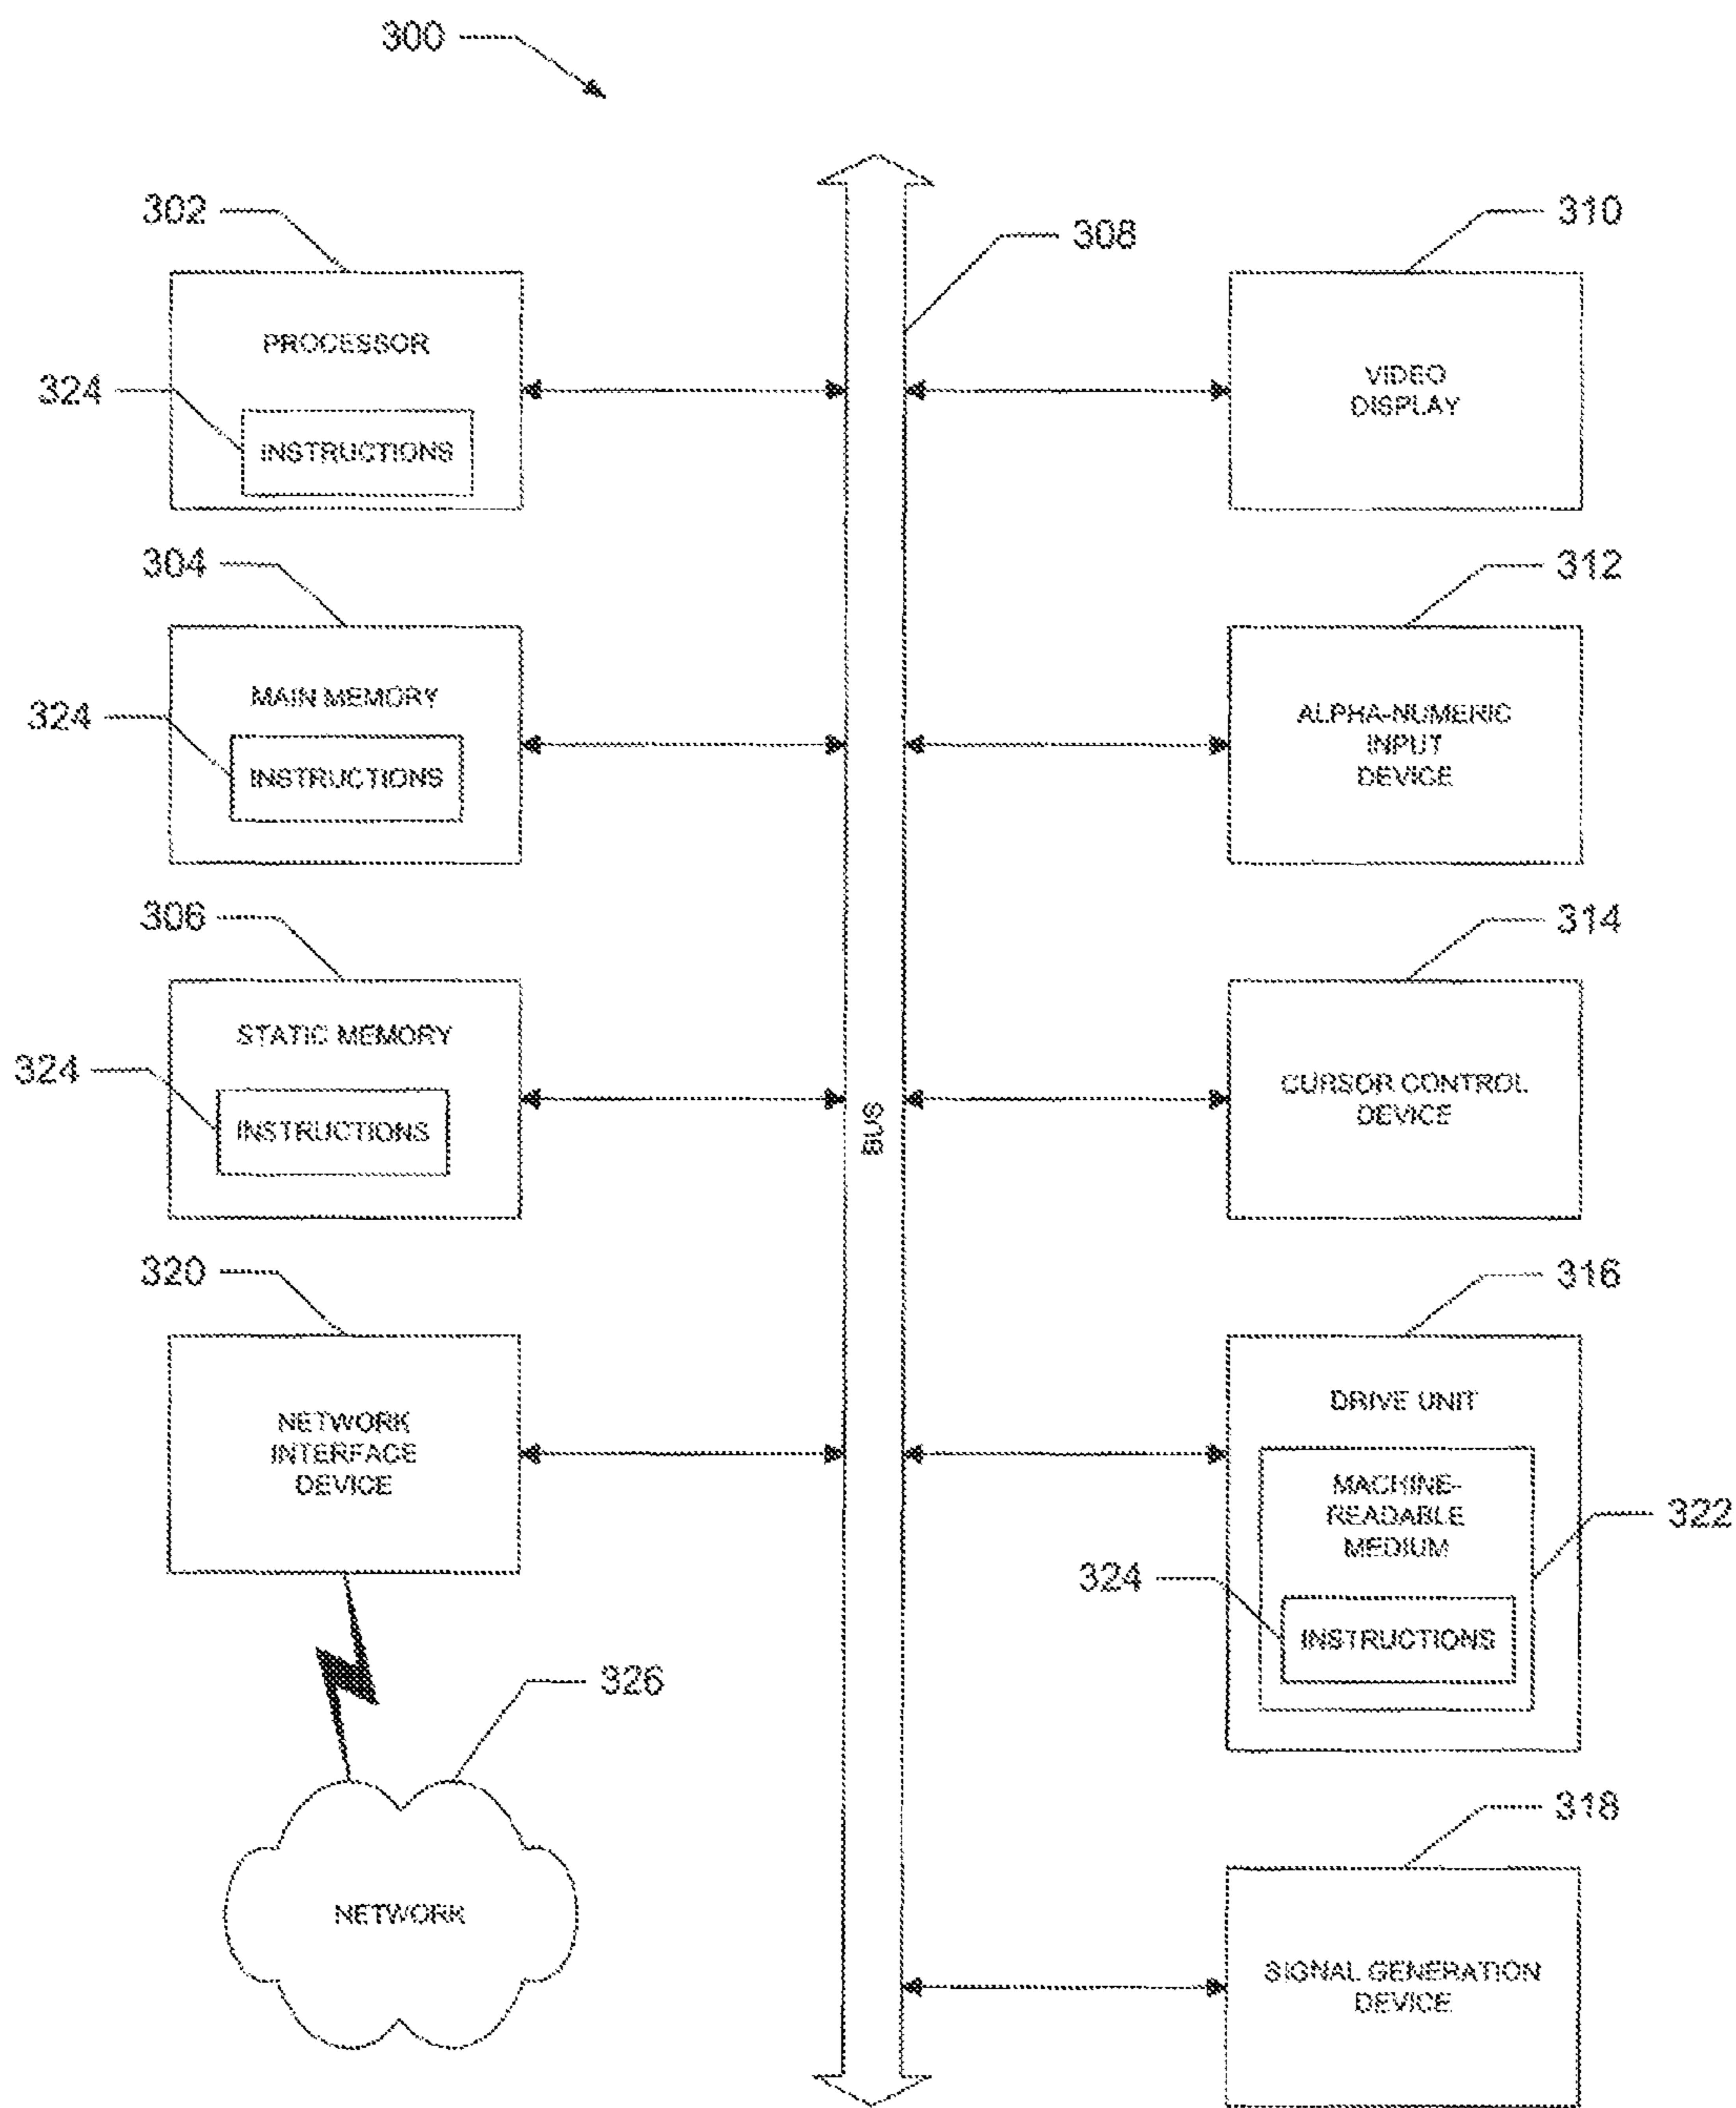 300
302
308
310
PROCESSOR
324
INSTRUCTIONS
VIDEO
DISPLAY
304
312
MAIN MEMORY
324
INSTRUCTIONS
ALPHA-NUMERIC
INPUT
DEVICE
306
314
STATIC MEMORY
324
INSTRUCTIONS
CURSOR CONTROL
DEVICE
BUS
320
316
NETWORK
INTERFACE
DEVICE
DRIVE UNIT
MACHINE-
READABLE
MEDIUM
322
324
INSTRUCTIONS
326
NETWORK
318
SIGNAL GENERATION
DEVICE